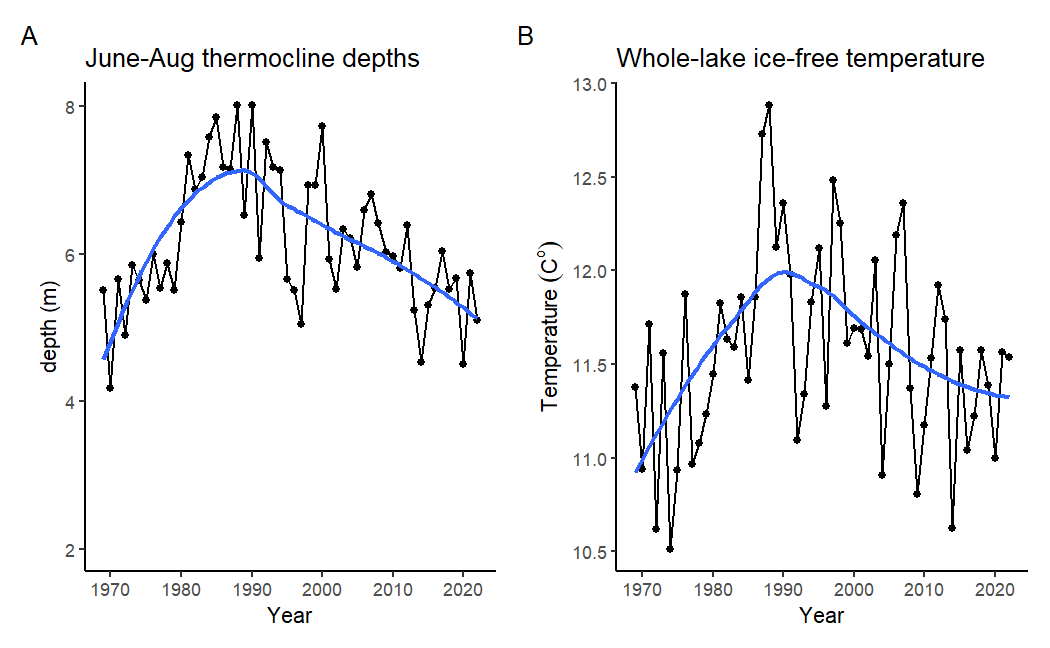 A
June-Aug thermocline depths
8
6
4
2
depth (m)
1970 1980 1990 2000 2010 2020
Year
B
Whole-lake ice-free temperature
13.0
12.5
12.0
11.5
11.0
10.5
Temperature (C°)
1970 1980 1990 2000 2010 2020
Year